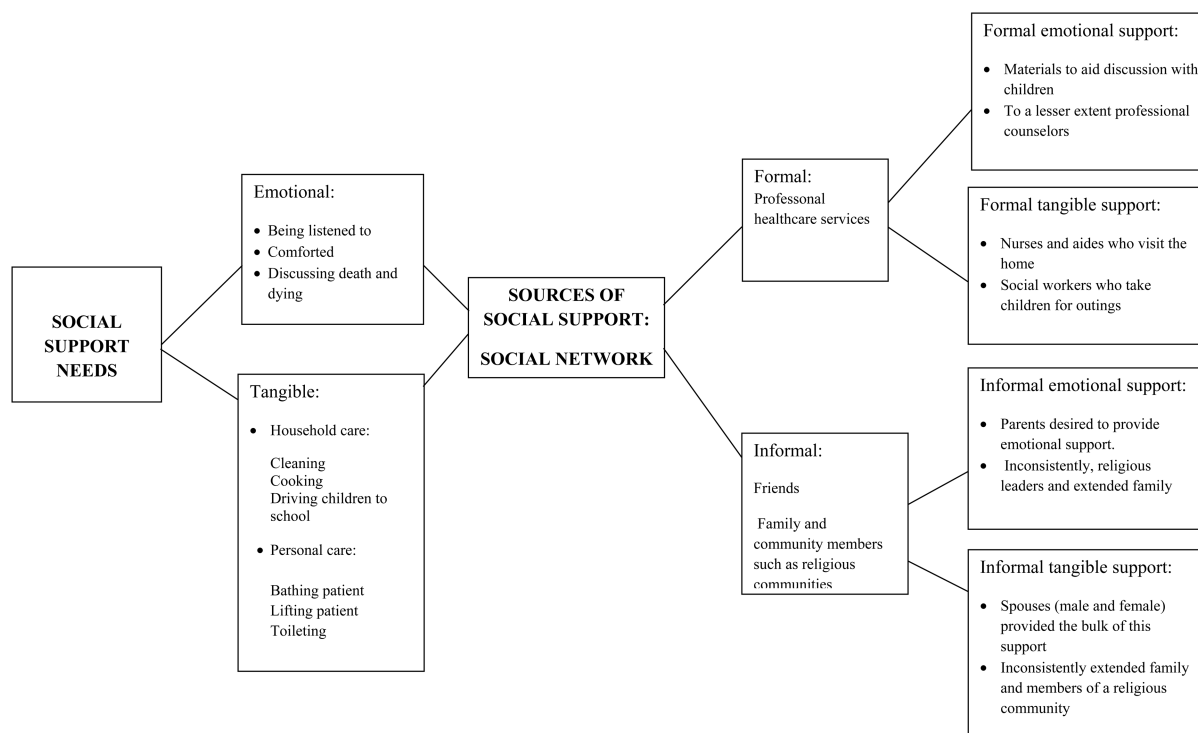 SOCIAL
SUPPORT
NEEDS
Emotional:
• Being listened to
• Comforted
• Discussing death and
dying
Tangible:
• Household care:
Cleaning
Cooking
Driving children to
school
• Personal care:
Bathing patient
Lifting patient
Toileting
SOURCES OF
SOCIAL SUPPORT:
SOCIAL NETWORK
Formal:
Professonal
healthcare services
Informal:
Friends
Family and
community members
such as religious
communities
Formal emotional support:
• Materials to aid discussion with
children
• To a lesser extent professional
counselors
Formal tangible support:
• Nurses and aides who visit the
home
• Social workers who take
children for outings
Informal emotional support:
• Parents desired to provide
emotional support.
• Inconsistently, religious
leaders and extended family
Informal tangible support:
• Spouses (male and female)
provided the bulk of this
support
• Inconsistently extended family
and members of a religious
community